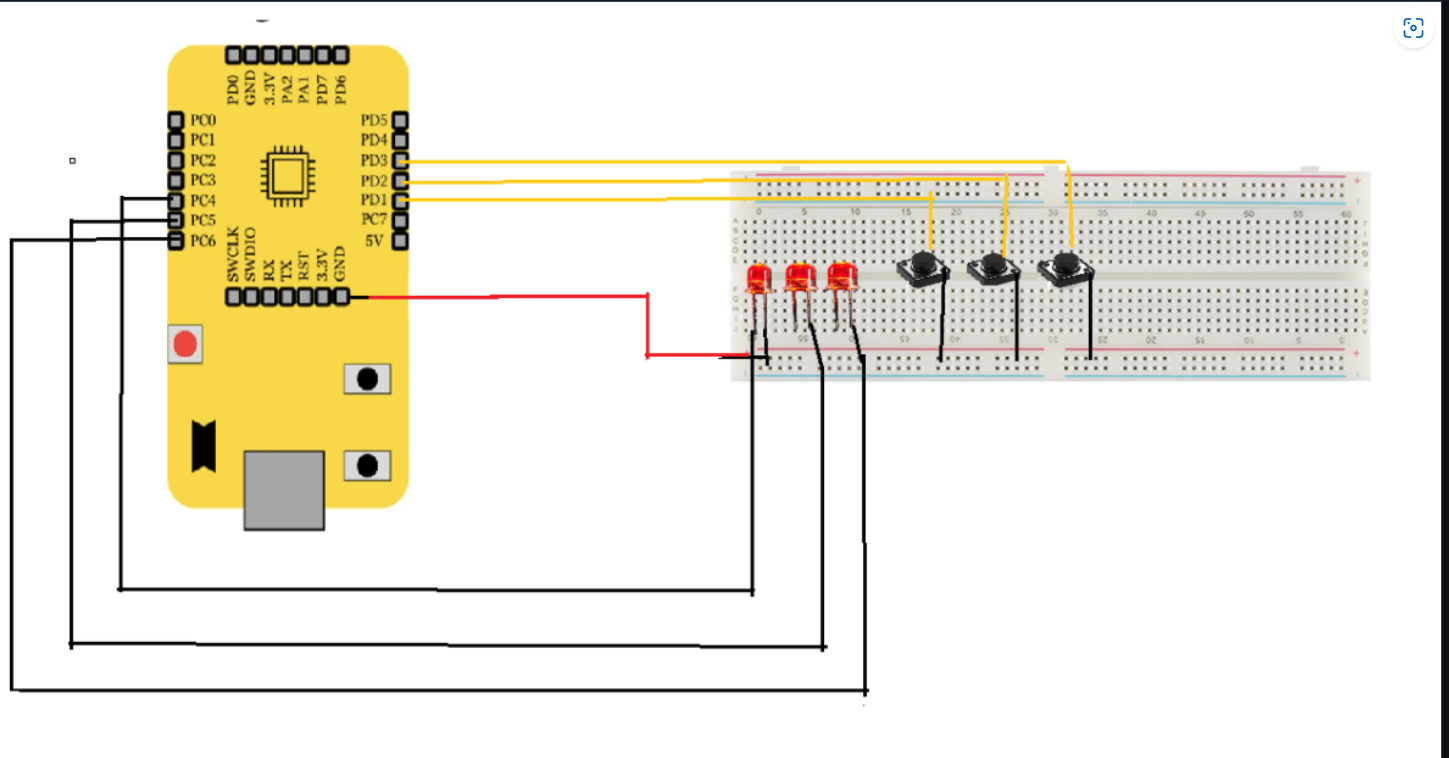 PD0 GND 3.3V PA2 PA1 PD7 PD6
PC0 PD5
PC1 PD4
PC2 PD3
PC3 PD2
PC4 PD1
PC5 PC7
PC6 5V
SWCLK SWDIO RX TX RST 3.3V GND
0 5 10 15 20 25 30 35 40 45 50 55 60
55 45 40 30 25 20 15 10 5 0